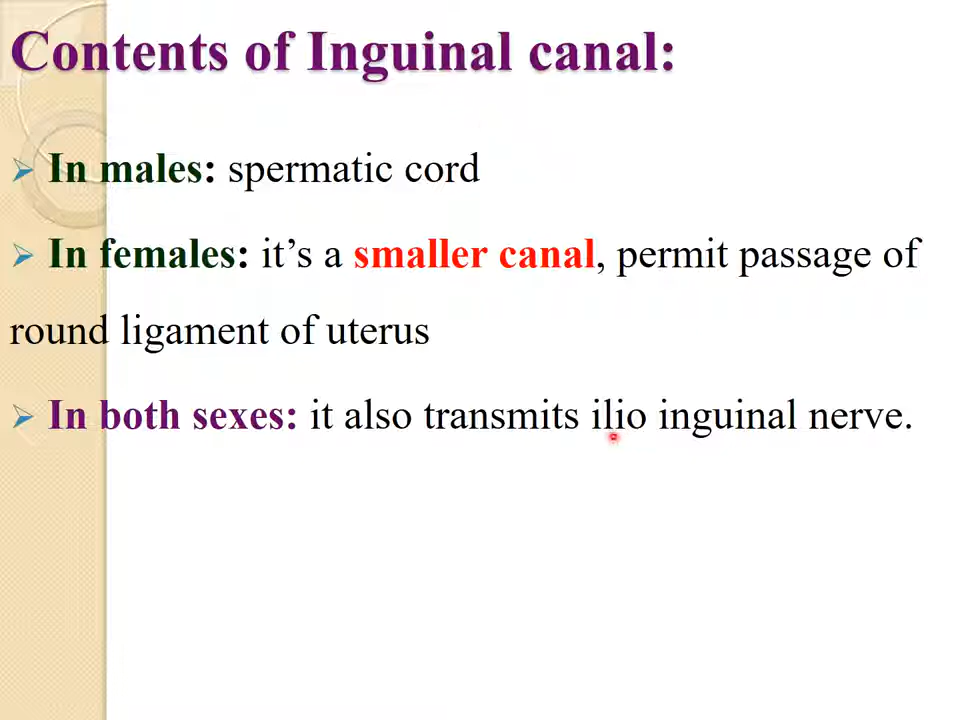 Contents of Inguinal canal:
➢ In males: spermatic cord
➢ In females: it’s a smaller canal, permit passage of
round ligament of uterus
➢ In both sexes: it also transmits ilio inguinal nerve.